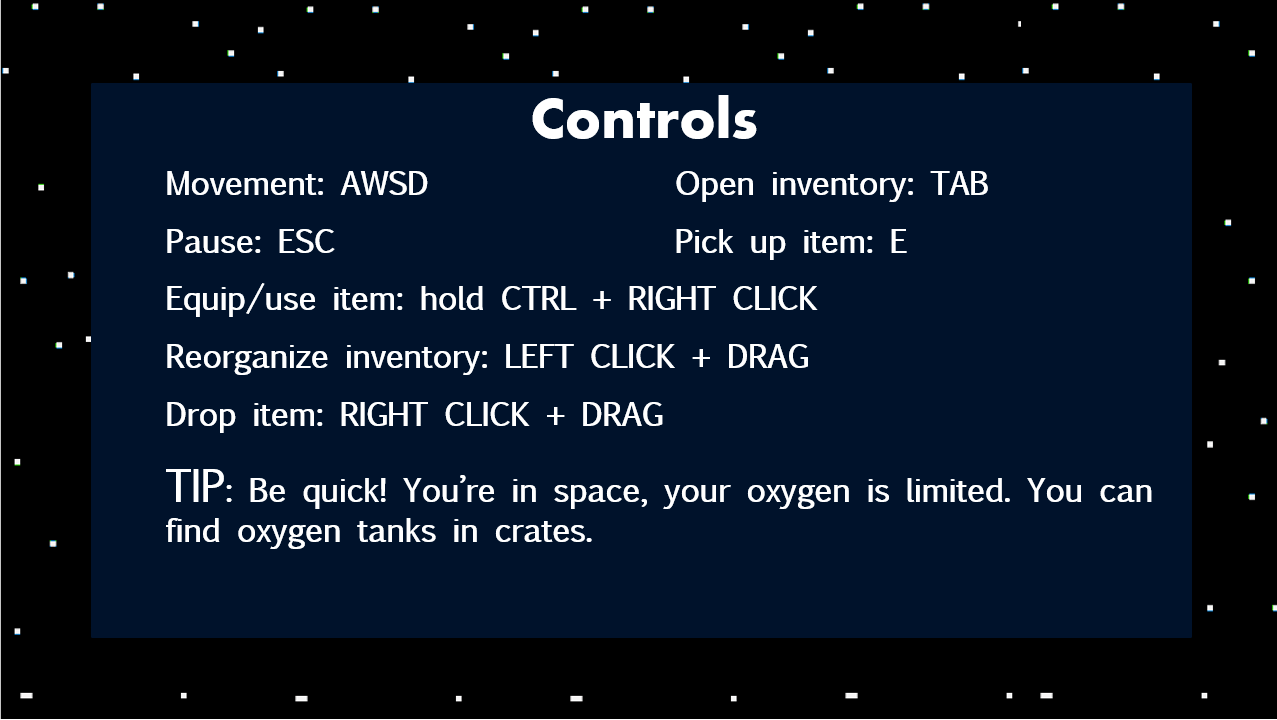 Controls
Movement: AWSD
Open inventory: TAB
Pause: ESC
Pick up item: E
Equip/use item: hold CTRL + RIGHT CLICK
Reorganize inventory: LEFT CLICK + DRAG
Drop item: RIGHT CLICK + DRAG
TIP: Be quick! You’re in space, your oxygen is limited. You can
find oxygen tanks in crates.